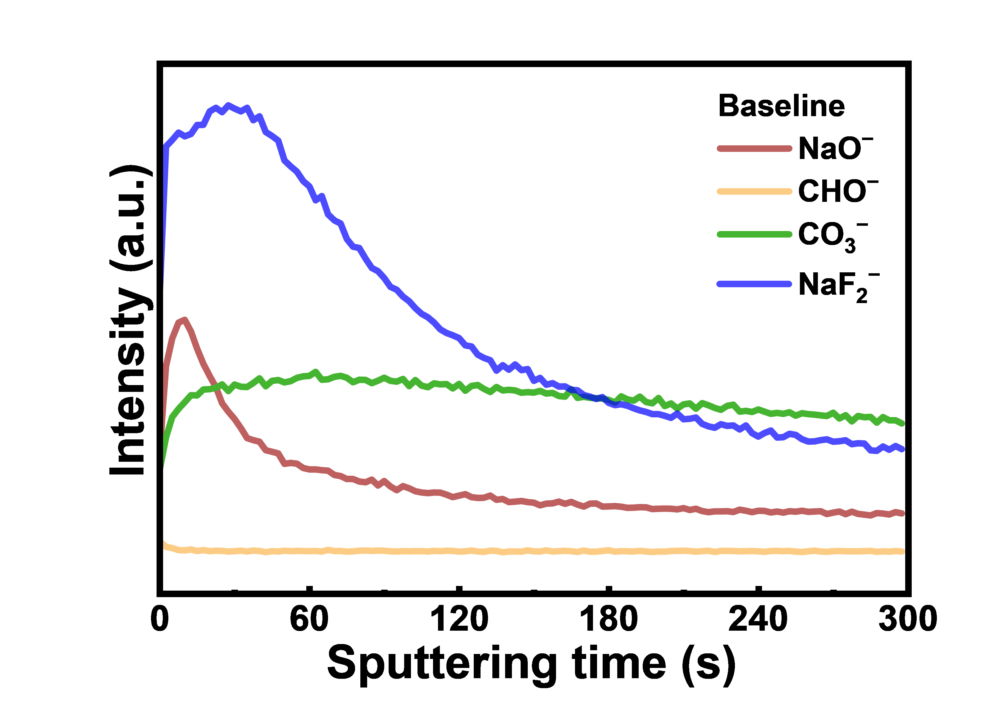 Baseline
NaO⁻
CHO⁻
CO₃⁻
NaF₂⁻
Intensity (a.u.)
0 60 120 180 240 300
Sputtering time (s)